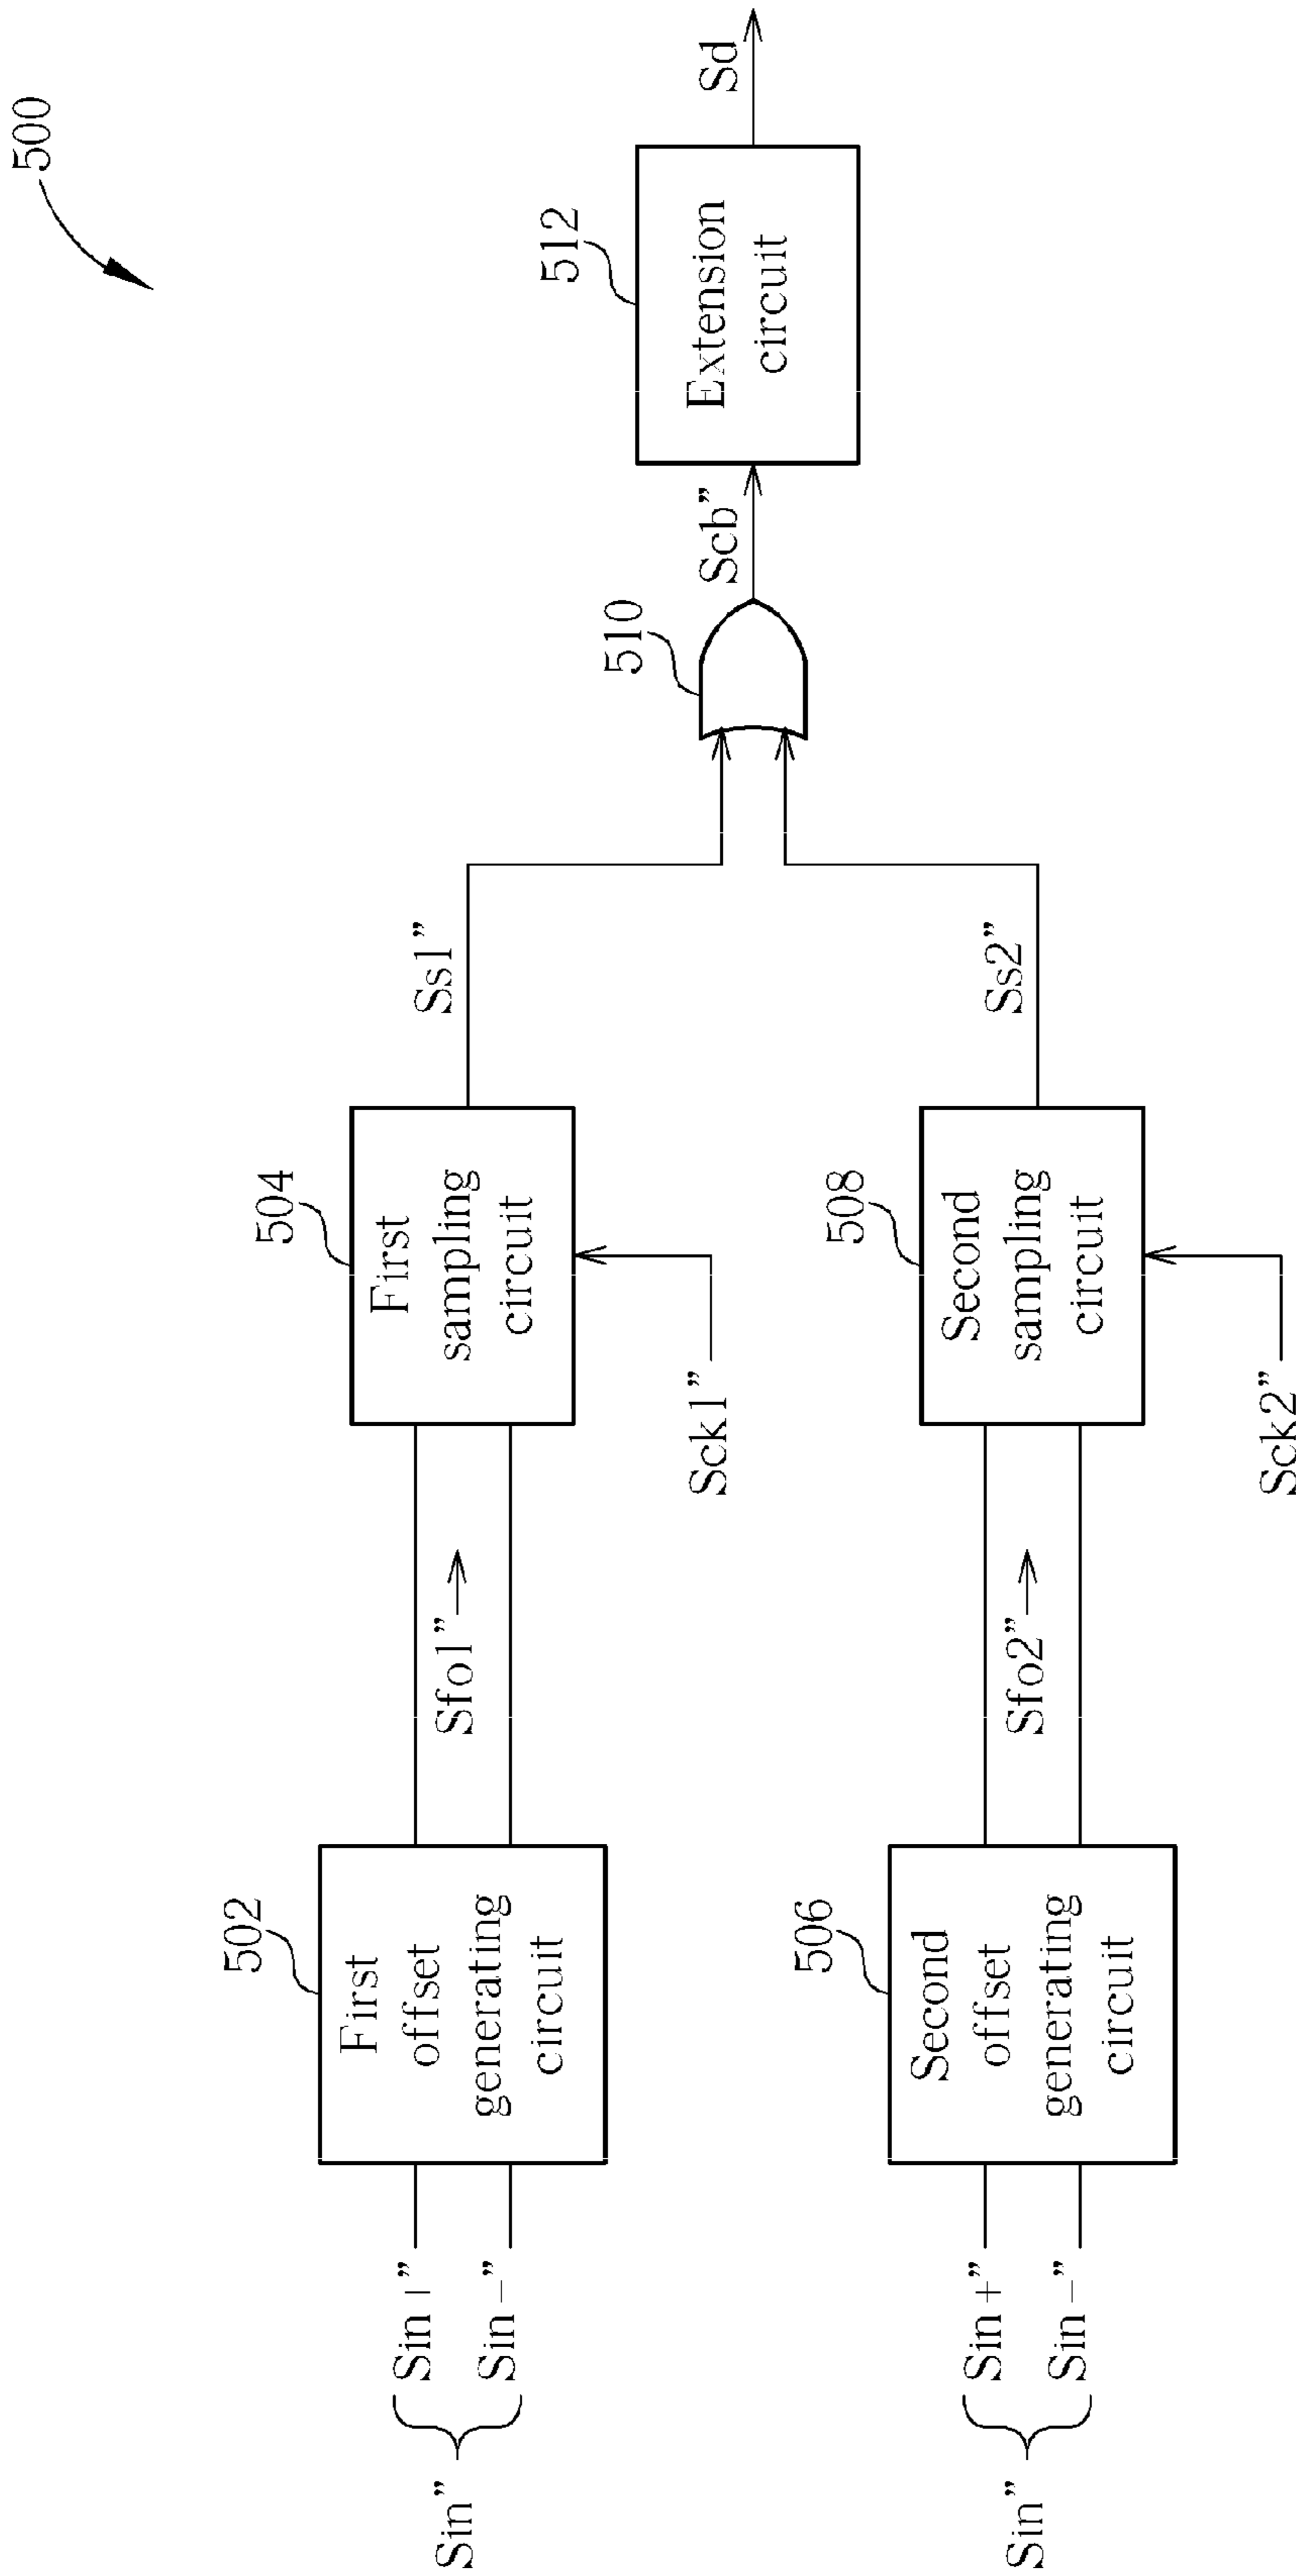 500
Sin”
Sin+”
Sin−”
502
First
offset
generating
circuit
Sfo1”
504
First
sampling
circuit
Sck1”
Ss1”
Sin”
Sin+”
Sin−”
506
Second
offset
generating
circuit
Sfo2”
508
Second
sampling
circuit
Sck2”
Ss2”
510
Scb”
512
Extension
circuit
Sd